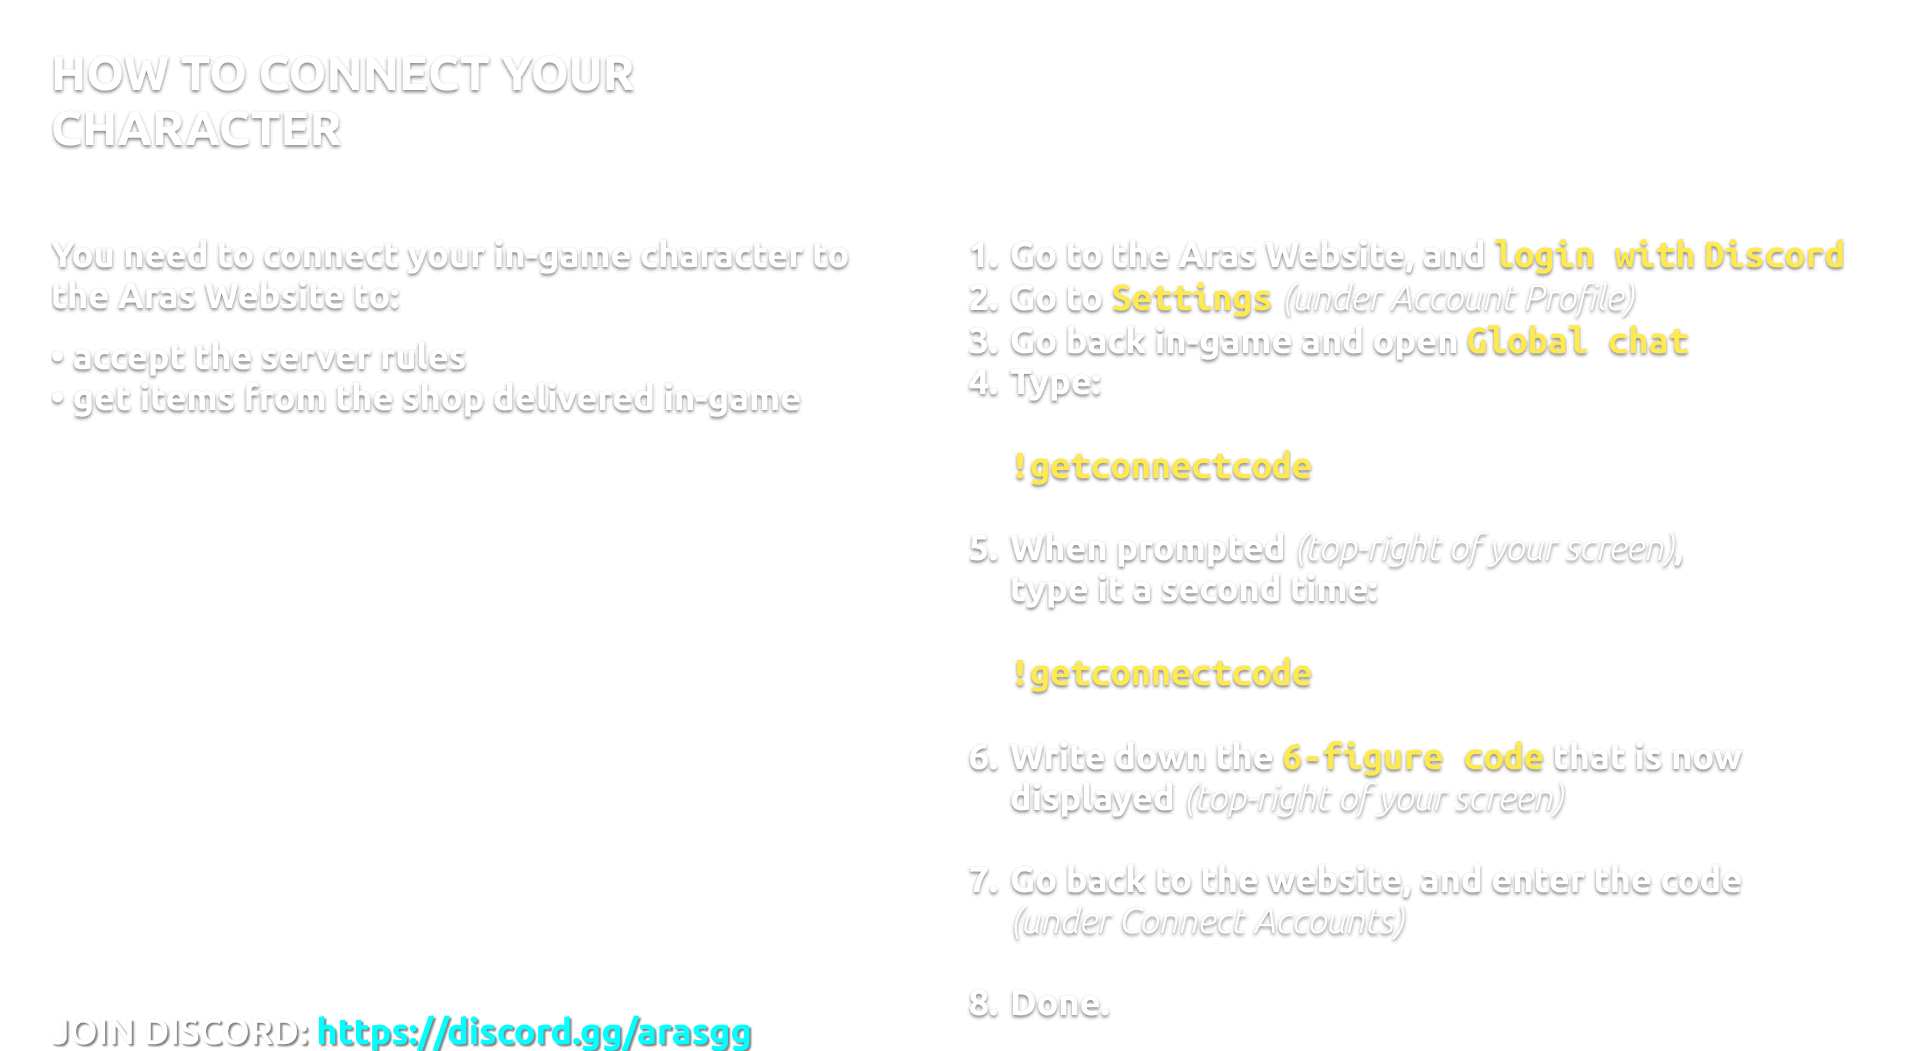 HOW TO CONNECT YOUR
CHARACTER
You need to connect your in-game character to
the Aras Website to:
• accept the server rules
• get items from the shop delivered in-game
JOIN DISCORD: https://discord.gg/arasgg
1. Go to the Aras Website, and login with Discord
2. Go to Settings (under Account Profile)
3. Go back in-game and open Global chat
4. Type:
!getconnectcode
5. When prompted (top-right of your screen),
type it a second time:
!getconnectcode
6. Write down the 6-figure code that is now
displayed (top-right of your screen)
7. Go back to the website, and enter the code
(under Connect Accounts)
8. Done.